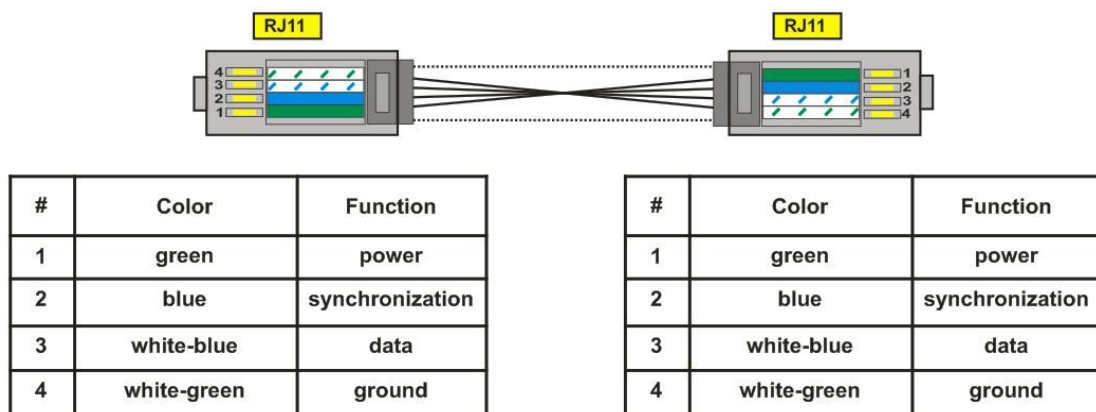 RJ11 RJ11
4 1
3 2
2 3
1 4
# Color Function # Color Function
1 green power 1 green power
2 blue synchronization 2 blue synchronization
3 white-blue data 3 white-blue data
4 white-green ground 4 white-green ground